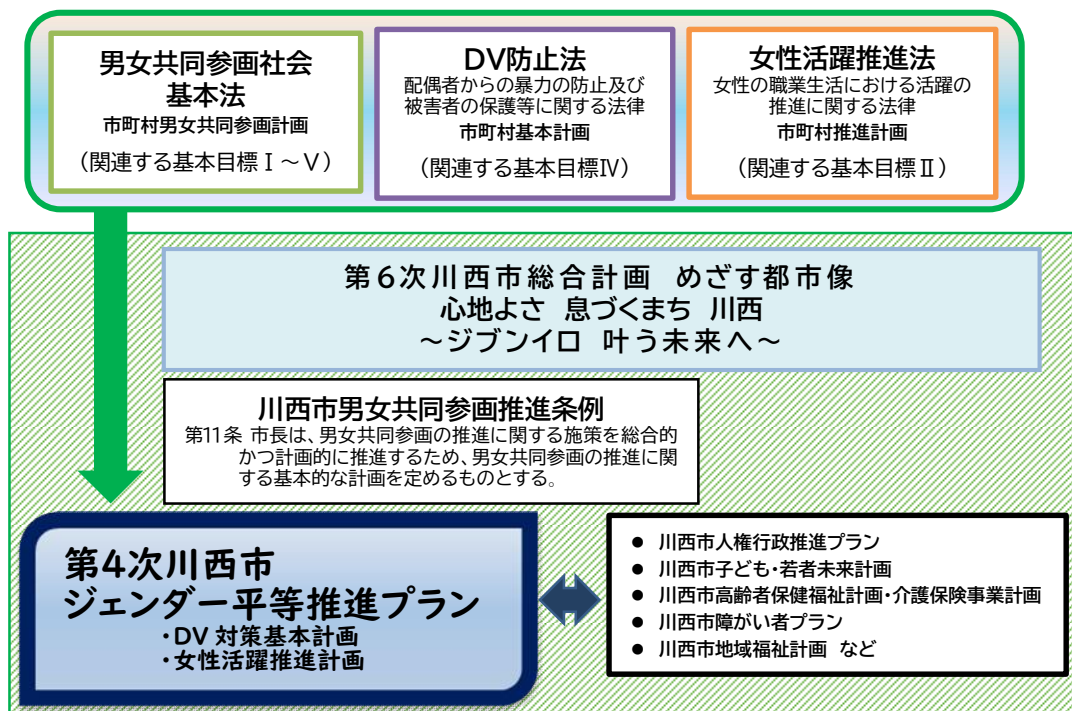 男女共同参画社会
基本法
市町村男女共同参画計画
（関連する基本目標Ⅰ～Ⅴ）
DV防止法
配偶者からの暴力の防止及び
被害者の保護等に関する法律
市町村基本計画
（関連する基本目標Ⅳ）
女性活躍推進法
女性の職業生活における活躍の
推進に関する法律
市町村推進計画
（関連する基本目標Ⅱ）
第６次川西市総合計画　めざす都市像
心地よさ　息づくまち　川西
～ジブンイロ　叶う未来へ～
川西市男女共同参画推進条例
第11条 市長は、男女共同参画の推進に関する施策を総合的
かつ計画的に推進するため、男女共同参画の推進に関
する基本的な計画を定めるものとする。
第4次川西市
ジェンダー平等推進プラン
・DV 対策基本計画
・女性活躍推進計画
● 川西市人権行政推進プラン
● 川西市子ども・若者未来計画
● 川西市高齢者保健福祉計画・介護保険事業計画
● 川西市障がい者プラン
● 川西市地域福祉計画　など